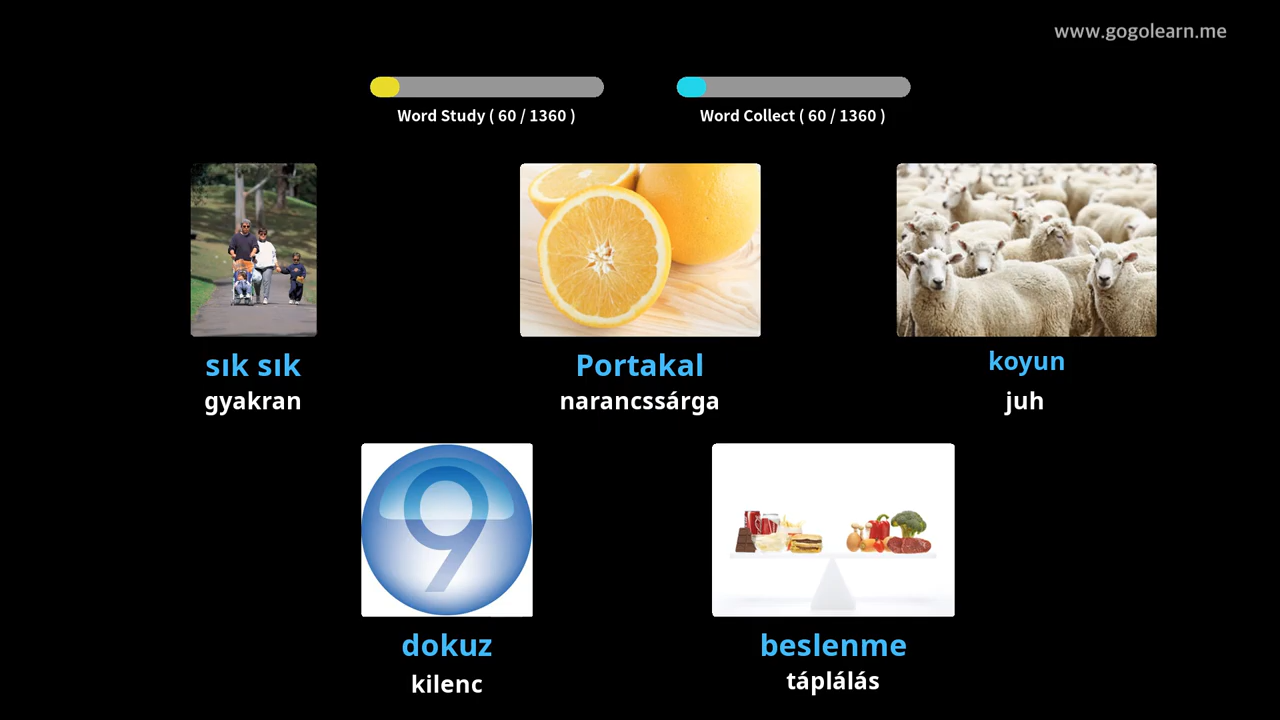 www.gogolearn.me
Word Study ( 60 / 1360 )
Word Collect ( 60 / 1360 )
sık sık
gyakran
Portakal
narancssárga
koyun
juh
9
dokuz
kilenc
beslenme
táplálás